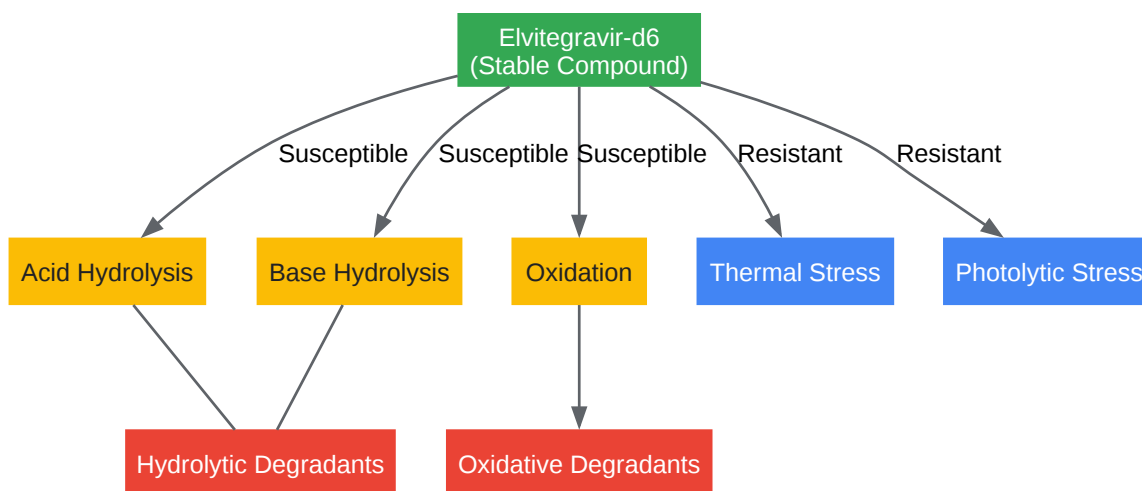 Elvitegravir-d6
(Stable Compound)
Susceptible
Susceptible
Susceptible
Resistant
Resistant
Acid Hydrolysis
Base Hydrolysis
Oxidation
Thermal Stress
Photolytic Stress
Hydrolytic Degradants
Oxidative Degradants